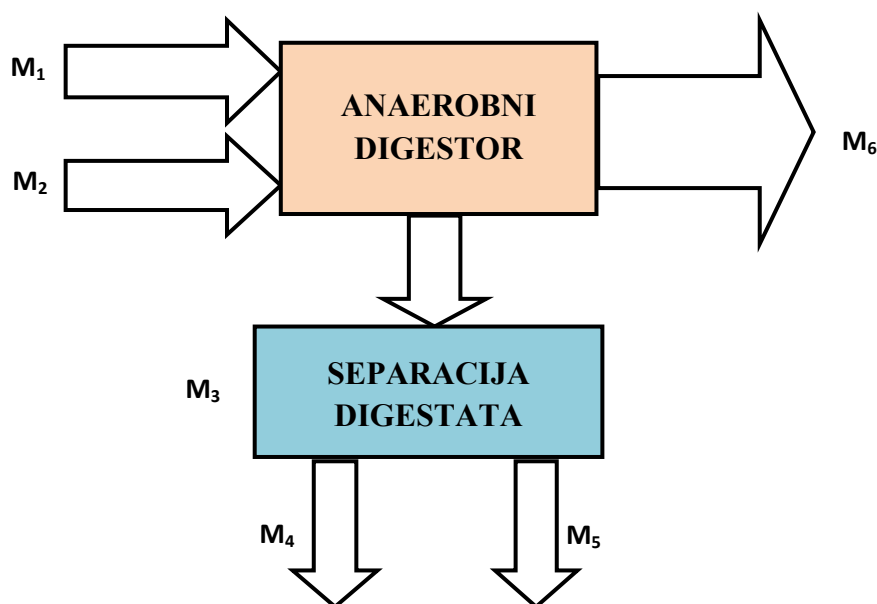 M₁
ANAEROBNI
DIGESTOR
M₂
M₆
M₃
SEPARACIJA
DIGESTATA
M₄
M₅